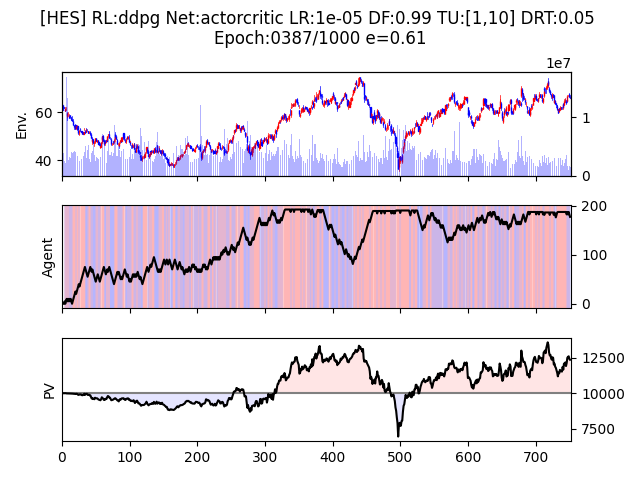 [HES] RL:ddpg Net:actorcritic LR:1e-05 DF:0.99 TU:[1,10] DRT:0.05
Epoch:0387/1000 e=0.61
1e7
Env.
60
40
1
0
Agent
200
100
0
PV
12500
10000
7500
0 100 200 300 400 500 600 700